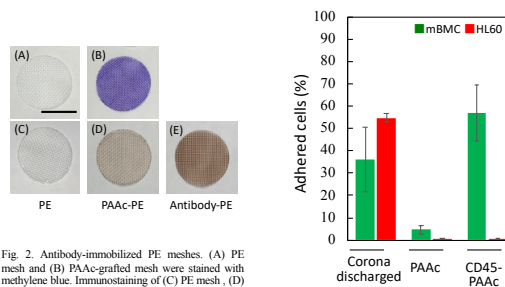 (A)
(B)
(C)
(D)
(E)
PE
PAAc-PE
Antibody-PE
Fig. 2. Antibody-immobilized PE meshes. (A) PE
mesh and (B) PAAc-grafted mesh were stained with
methylene blue. Immunostaining of (C) PE mesh , (D)
Adhered cells (%)
100
90
80
70
60
50
40
30
20
10
0
mBMC
HL60
Corona
discharged
PAAc
CD45-
PAAc